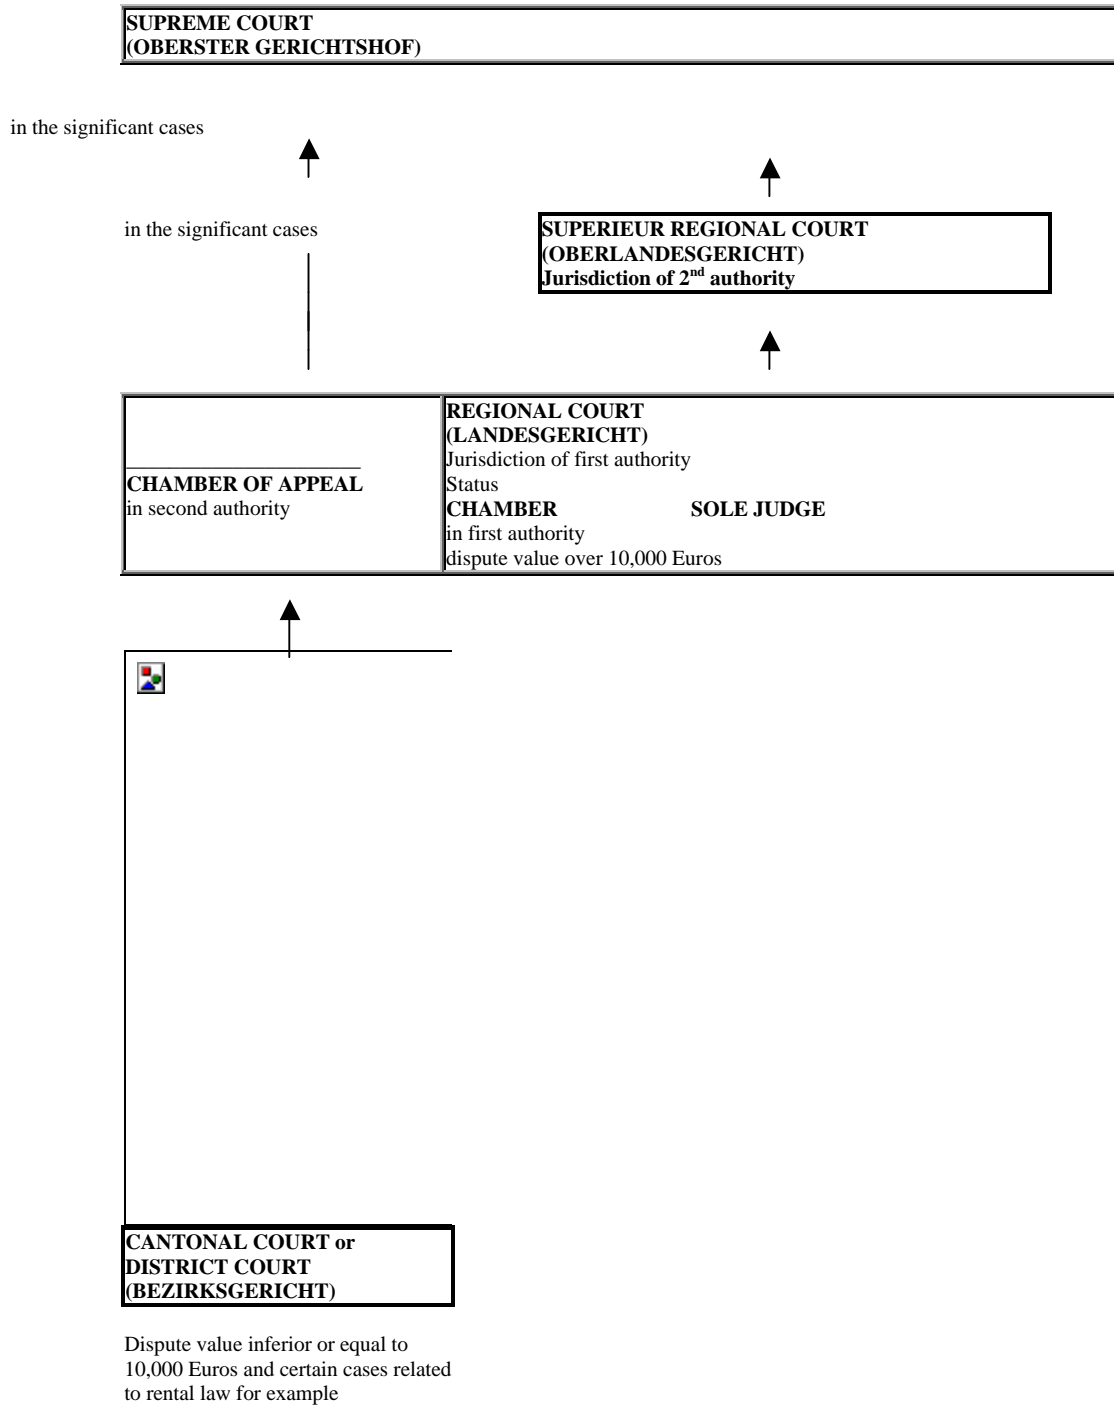 SUPREME COURT
(OBERSTER GERICHTSHOF)
in the significant cases
in the significant cases
SUPERIEUR REGIONAL COURT
(OBERLANDESGERICHT)
Jurisdiction of 2nd authority
CHAMBER OF APPEAL
in second authority
REGIONAL COURT
(LANDESGERICHT)
Jurisdiction of first authority
Status
CHAMBER SOLE JUDGE
in first authority
dispute value over 10,000 Euros
CANTONAL COURT or
DISTRICT COURT
(BEZIRKSGERICHT)
Dispute value inferior or equal to
10,000 Euros and certain cases related
to rental law for example